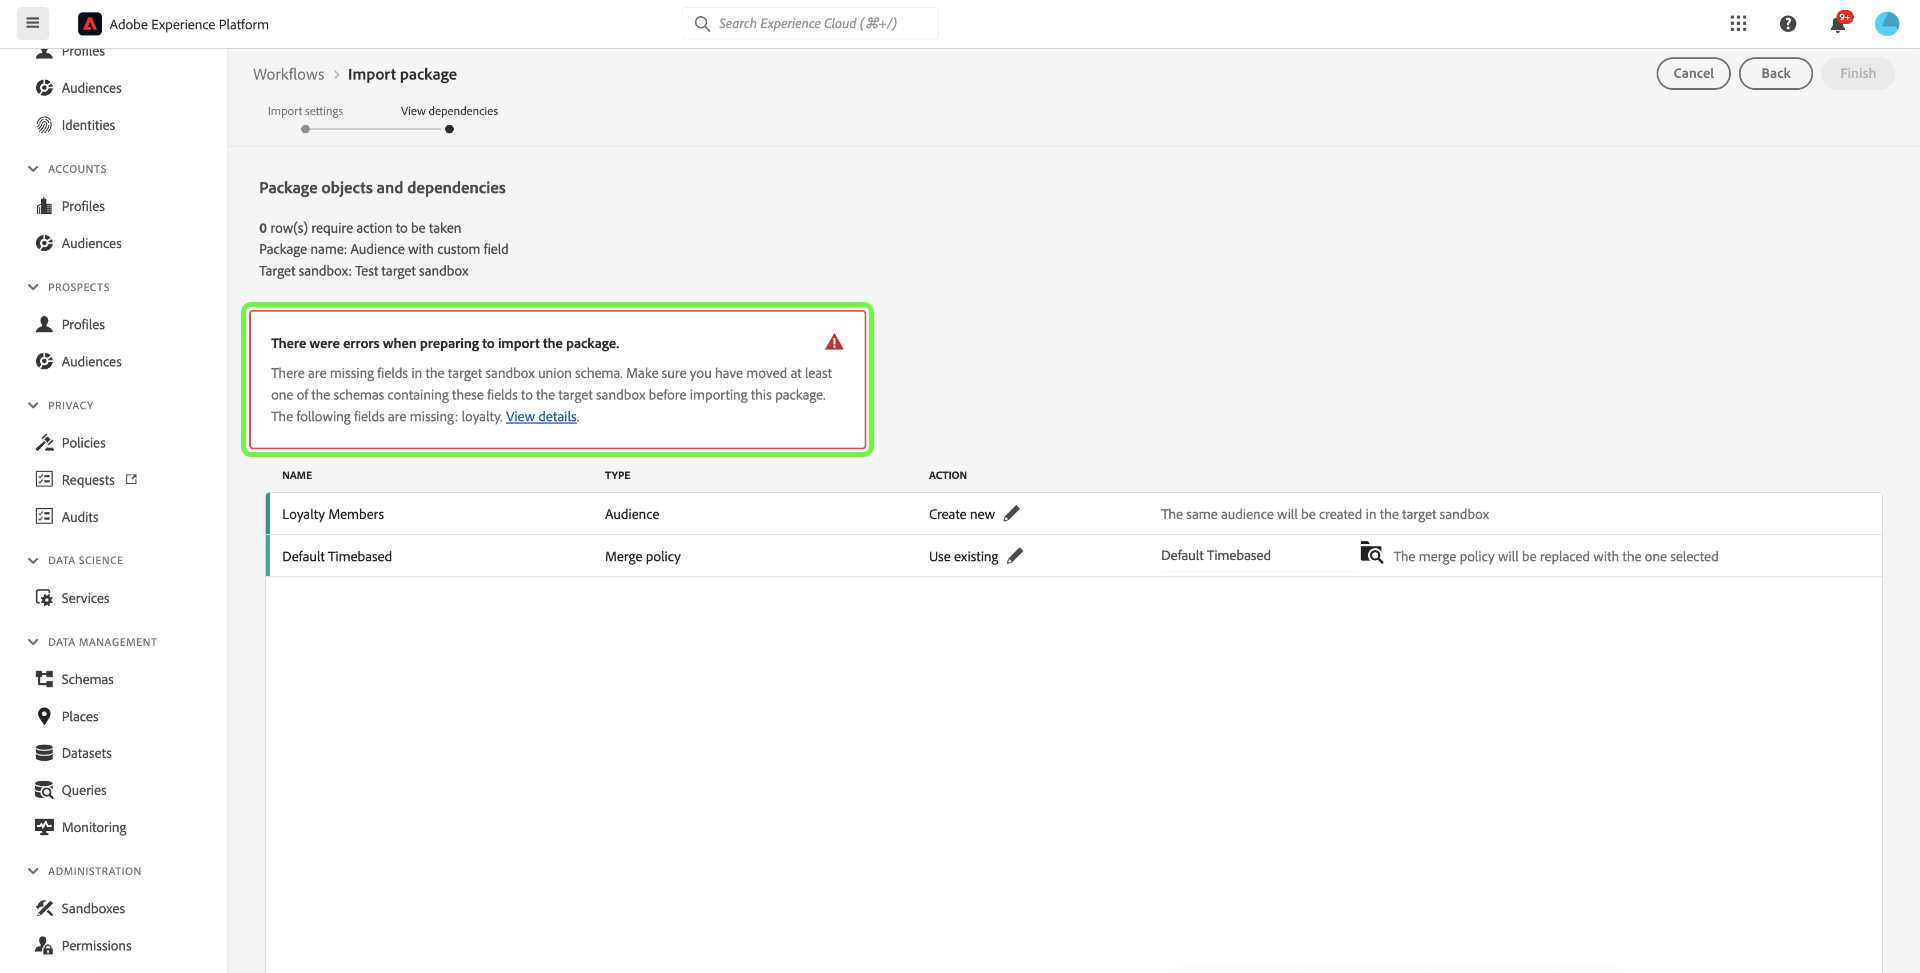 Adobe Experience Platform
Search Experience Cloud (⌘+/)
9+
Profiles
Audiences
Identities
ACCOUNTS
Profiles
Audiences
PROSPECTS
Profiles
Audiences
PRIVACY
Policies
Requests
Audits
DATA SCIENCE
Services
DATA MANAGEMENT
Schemas
Places
Datasets
Queries
Monitoring
ADMINISTRATION
Sandboxes
Permissions
Workflows > Import package
Cancel
Back
Finish
Import settings
View dependencies
Package objects and dependencies
0 row(s) require action to be taken
Package name: Audience with custom field
Target sandbox: Test target sandbox
There were errors when preparing to import the package.
There are missing fields in the target sandbox union schema. Make sure you have moved at least
one of the schemas containing these fields to the target sandbox before importing this package.
The following fields are missing: loyalty. View details.
NAME TYPE ACTION
Loyalty Members Audience Create new The same audience will be created in the target sandbox
Default Timebased Merge policy Use existing Default Timebased The merge policy will be replaced with the one selected